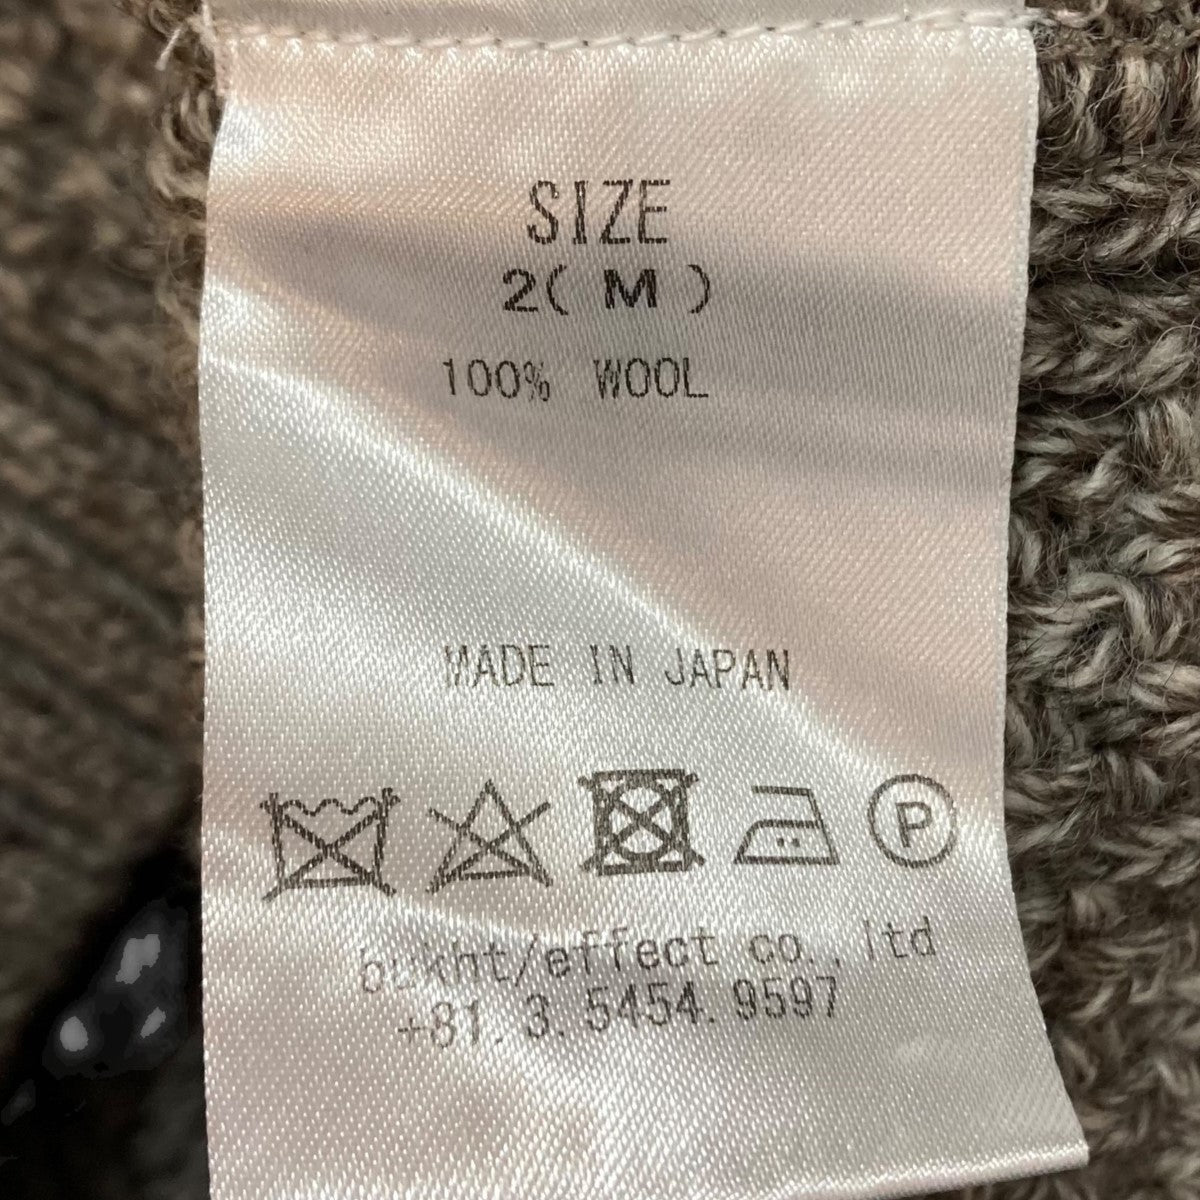 SIZE
2( M )
100% WOOL
MADE IN JAPAN
P
bukht/effect co.,ltd
+81. 3. 5454. 9597